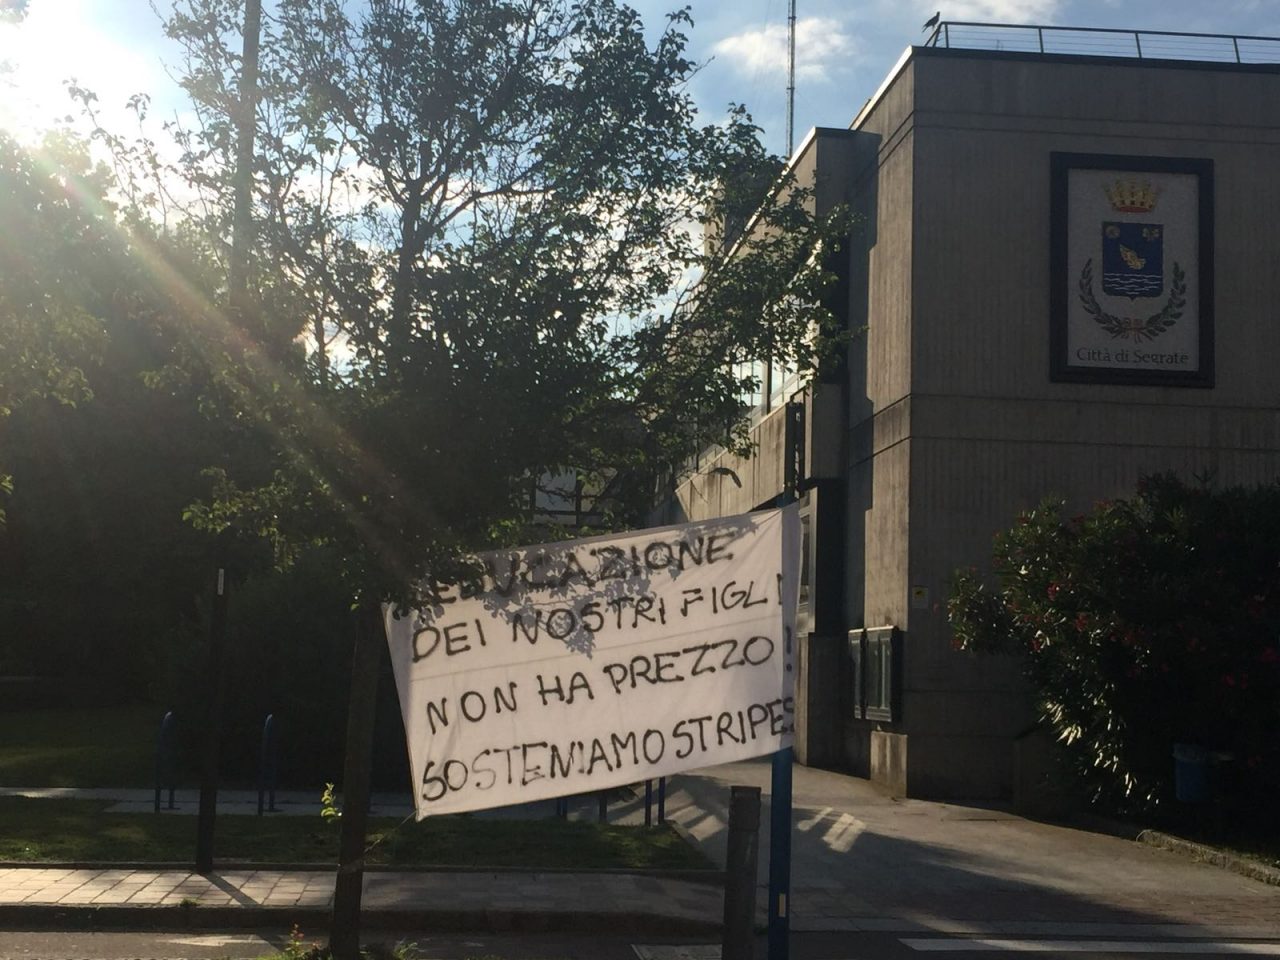 L'EDUCAZIONE
DEI NOSTRI FIGLI
NON HA PREZZO!
SOSTENIAMO STRIPES
Città di Segrate